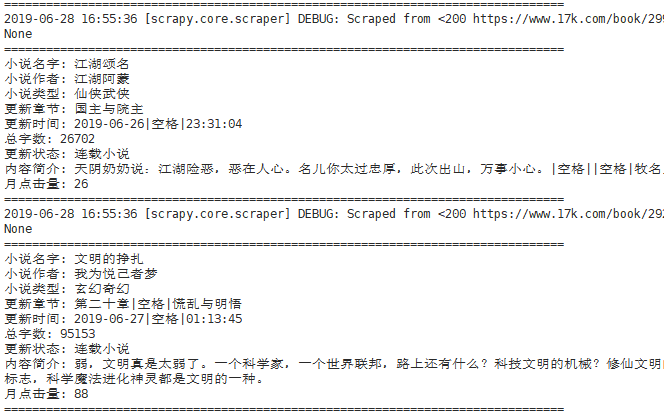 ================================================================================
2019-06-28 16:55:36 [scrapy.core.scraper] DEBUG: Scraped from <200 https://www.17k.com/book/299
None
================================================================================
小说名字: 江湖颂名
小说作者: 江湖阿蒙
小说类型: 仙侠武侠
更新章节: 国主与院主
更新时间: 2019-06-26|空格|23:31:04
总字数: 26702
更新状态: 连载小说
内容简介: 天阴奶奶说：江湖险恶，恶在人心。名儿你太过忠厚，此次出山，万事小心。|空格||空格|牧名
月点击量: 26
================================================================================
2019-06-28 16:55:36 [scrapy.core.scraper] DEBUG: Scraped from <200 https://www.17k.com/book/292
None
================================================================================
小说名字: 文明的挣扎
小说作者: 我为悦己者梦
小说类型: 玄幻奇幻
更新章节: 第二十章|空格|慌乱与明悟
更新时间: 2019-06-27|空格|01:13:45
总字数: 95153
更新状态: 连载小说
内容简介: 弱，文明真是太弱了。一个科学家，一个世界联邦，路上还有什么？科技文明的机械？修仙文明
标志，科学魔法进化神灵都是文明的一种。
月点击量: 88
================================================================================